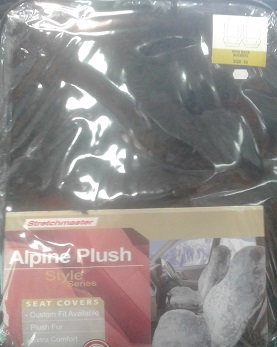 Stretchmaster
Alpine Plush
Style
Series
SEAT COVERS
- Custom Fit Available
- Plush Fur
- Extra Comfort